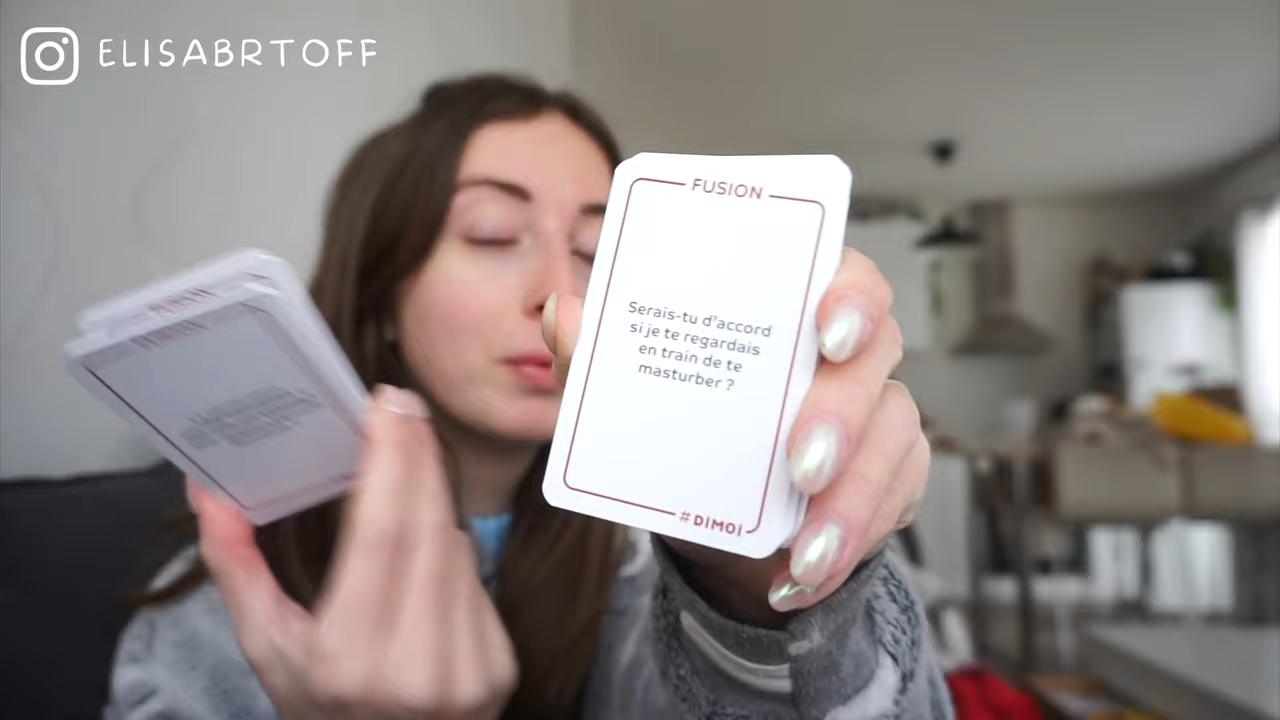 ELISABRTOFF
FUSION
Serais-tu d'accord
si je te regardais
en train de te
masturber ?
#DIMOI